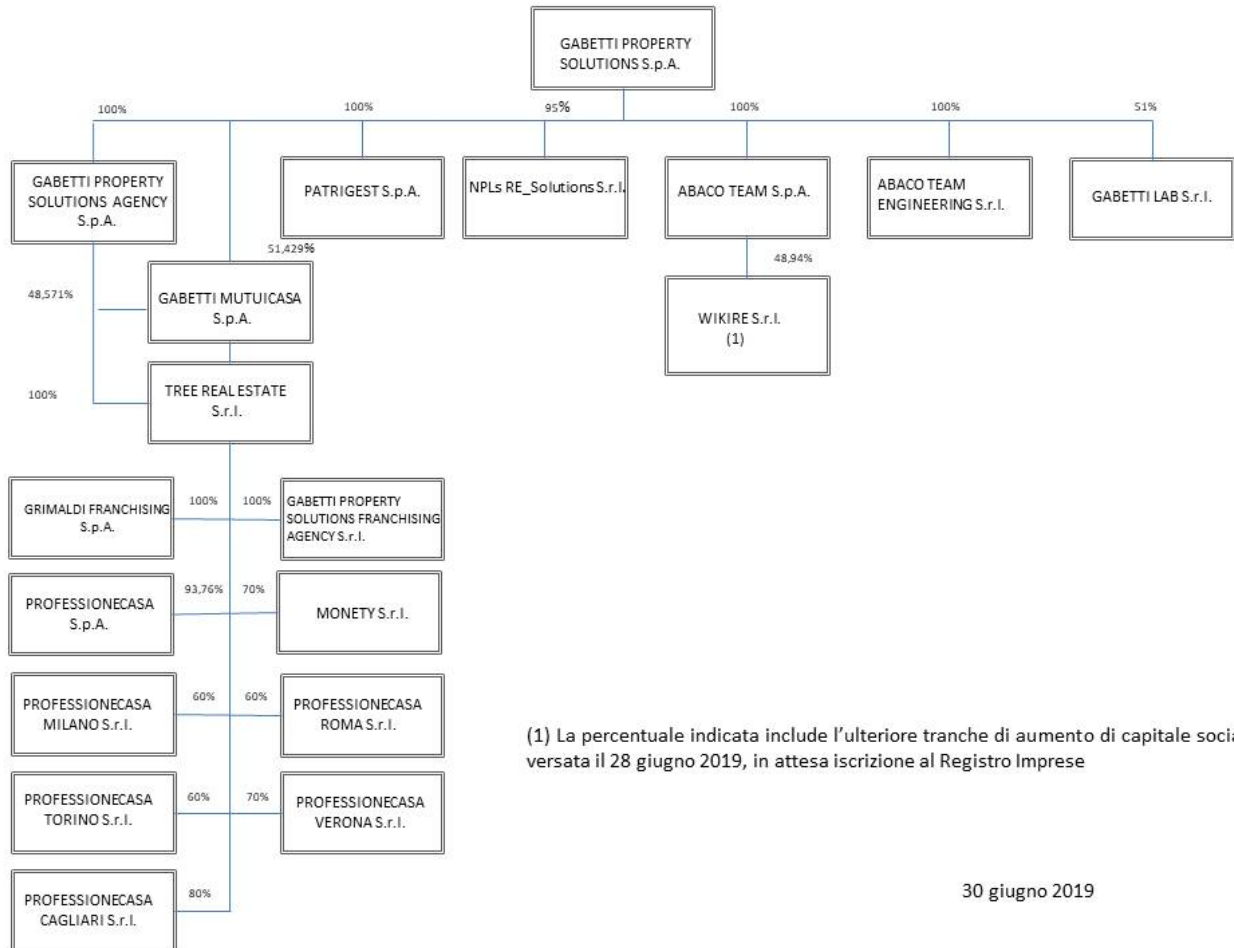 GABETTI PROPERTY
SOLUTIONS S.p.A.
100%
100%
95%
100%
100%
51%
GABETTI PROPERTY
SOLUTIONS AGENCY
S.p.A.
PATRIGEST S.p.A.
NPLs RE_Solutions S.r.l.
ABACO TEAM S.p.A.
ABACO TEAM
ENGINEERING S.r.l.
GABETTI LAB S.r.l.
51,429%
48,94%
48,571%
GABETTI MUTUICASA
S.p.A.
WIKIRE S.r.l.
(1)
100%
TREE REAL ESTATE
S.r.l.
GRIMALDI FRANCHISING
S.p.A.
100%
100%
GABETTI PROPERTY
SOLUTIONS FRANCHISING
AGENCY S.r.l.
PROFESSIONECASA
S.p.A.
93,76%
70%
MONETY S.r.l.
PROFESSIONECASA
MILANO S.r.l.
60%
60%
PROFESSIONECASA
ROMA S.r.l.
(1) La percentuale indicata include l'ulteriore tranche di aumento di capitale socia
versata il 28 giugno 2019, in attesa iscrizione al Registro Imprese
PROFESSIONECASA
TORINO S.r.l.
60%
70%
PROFESSIONECASA
VERONA S.r.l.
PROFESSIONECASA
CAGLIARI S.r.l.
80%
30 giugno 2019